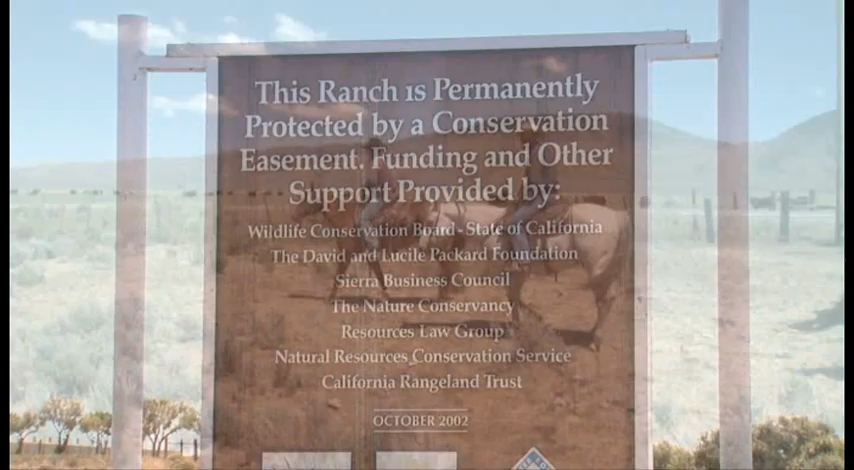 This Ranch is Permanently
Protected by a Conservation
Easement. Funding and Other
Support Provided by:
Wildlife Conservation Board - State of California
The David and Lucile Packard Foundation
Sierra Business Council
The Nature Conservancy
Resources Law Group
Natural Resources Conservation Service
California Rangeland Trust
OCTOBER 2002